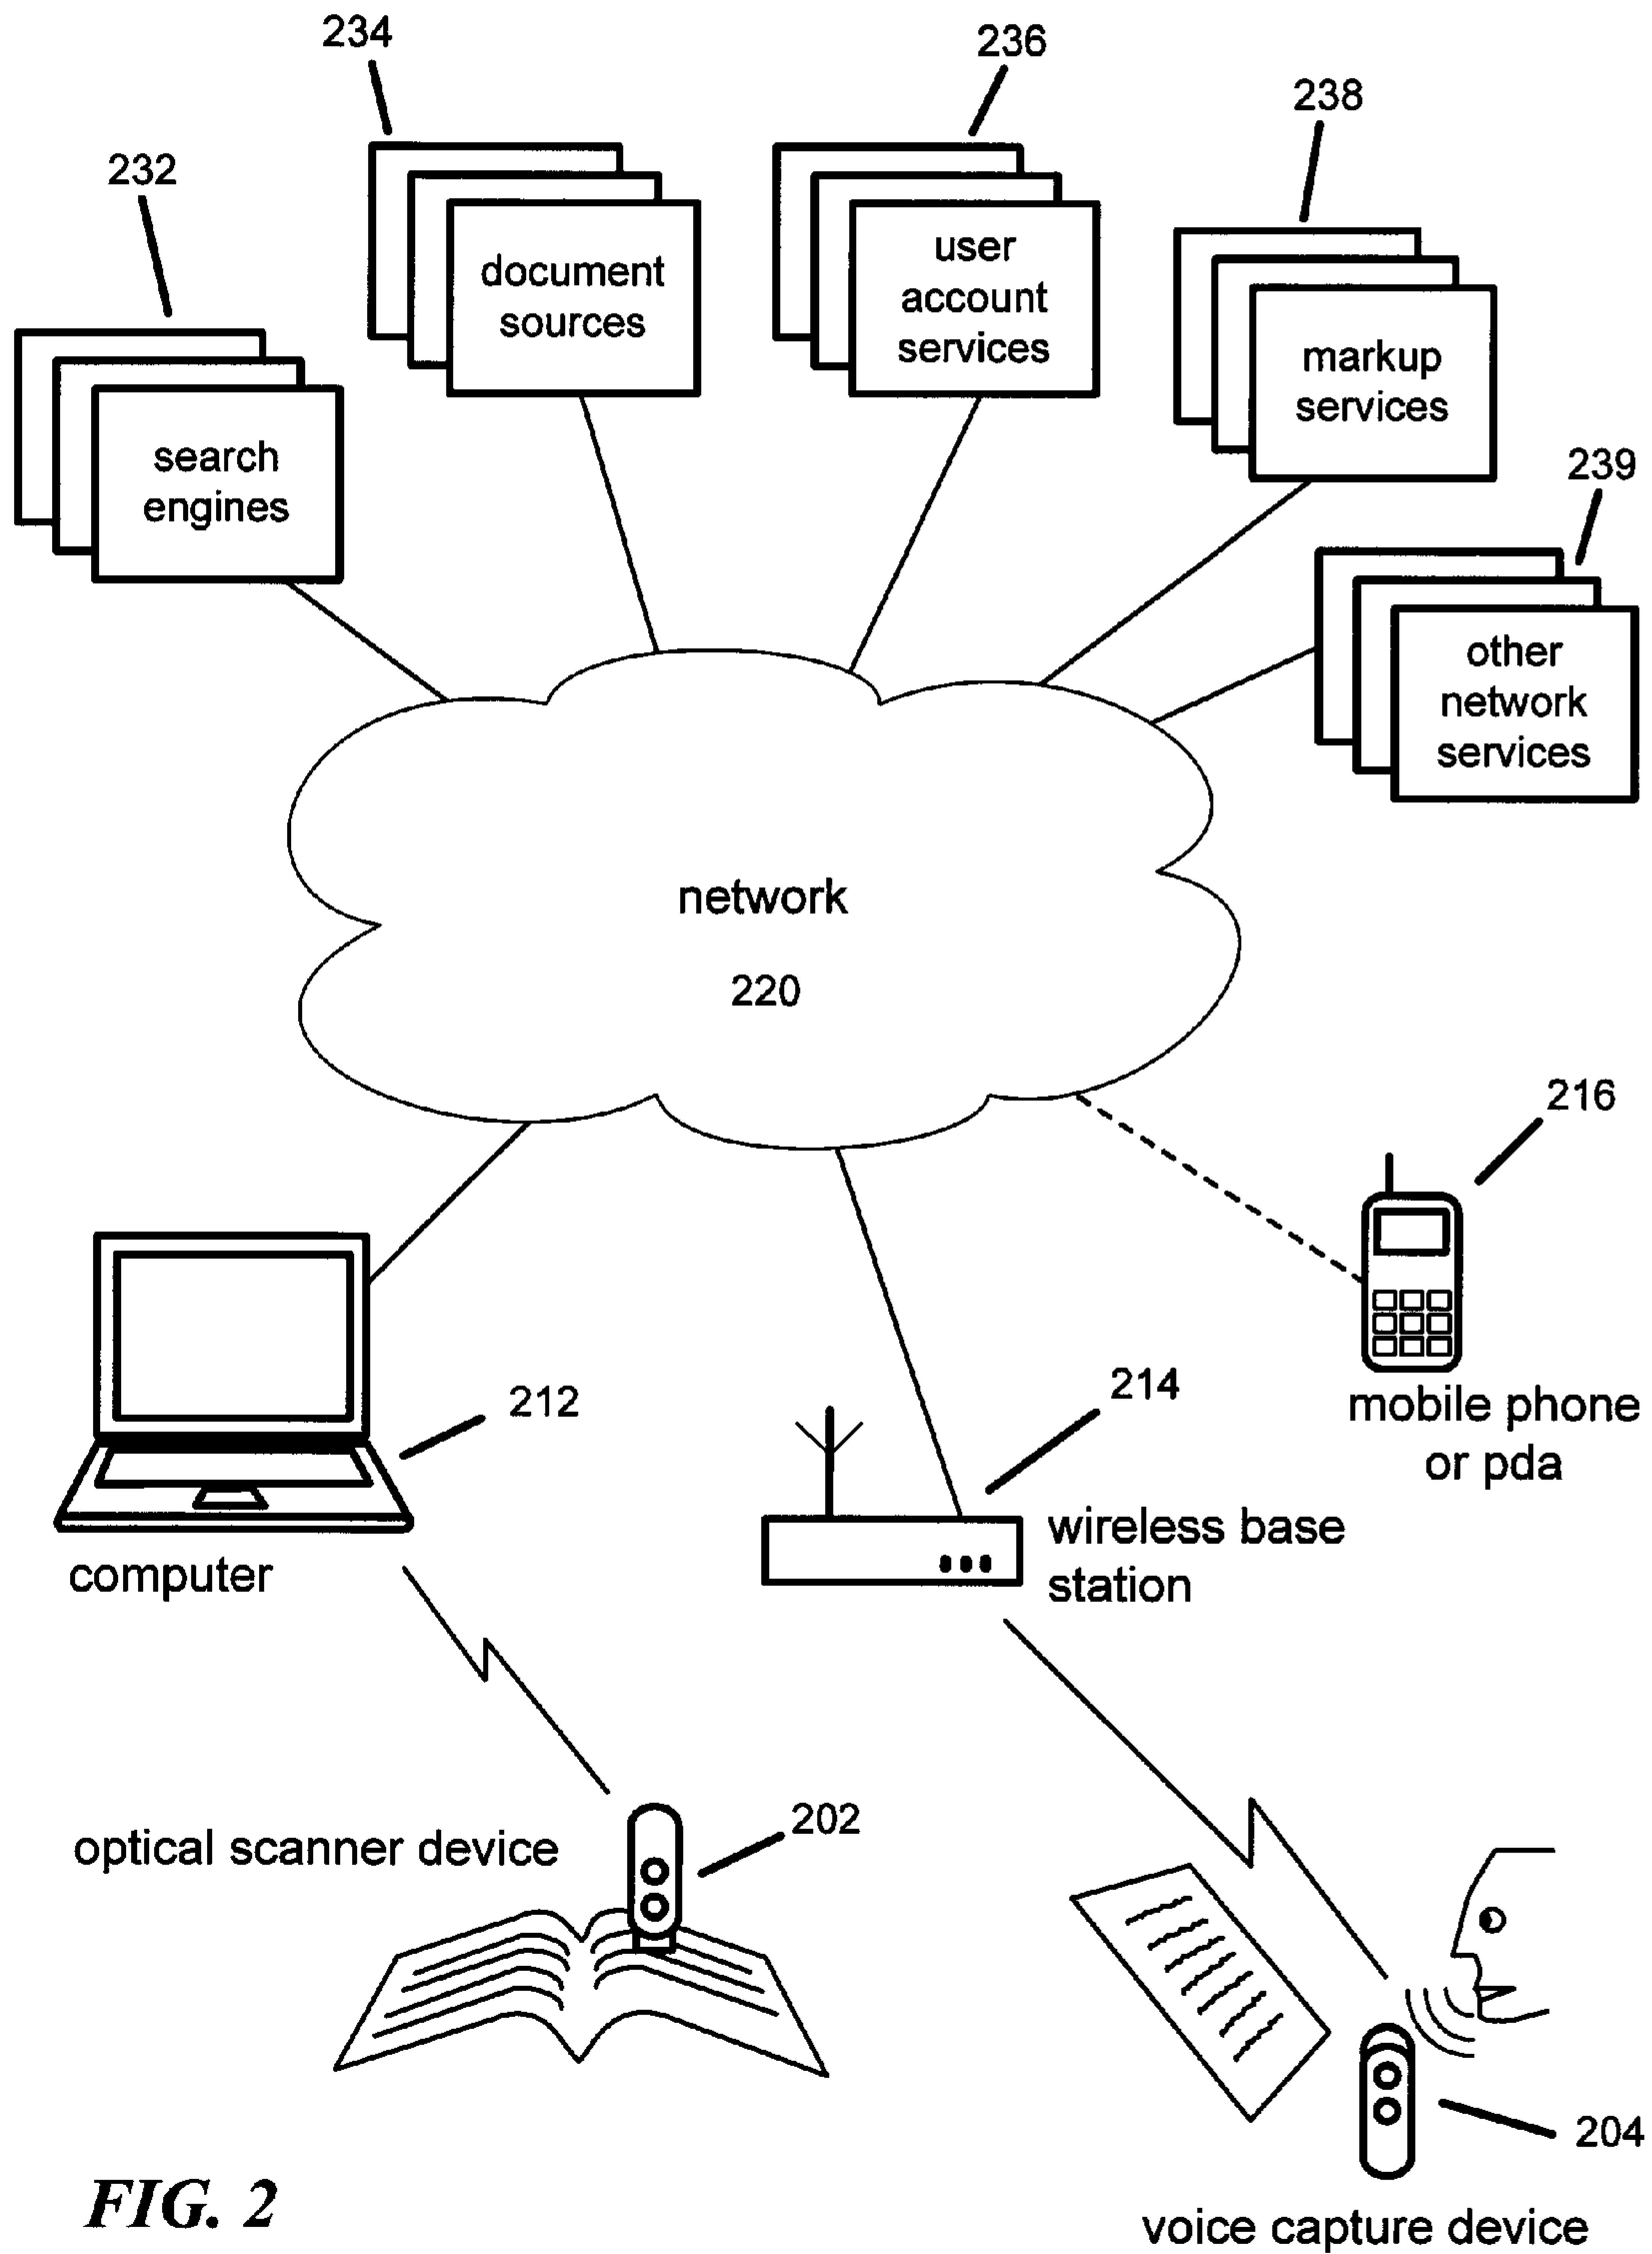 234
236
238
232
document
sources
user
account
services
markup
services
239
search
engines
other
network
services
network
220
216
214
212
mobile phone
or pda
wireless base
station
computer
202
optical scanner device
204
FIG. 2
voice capture device